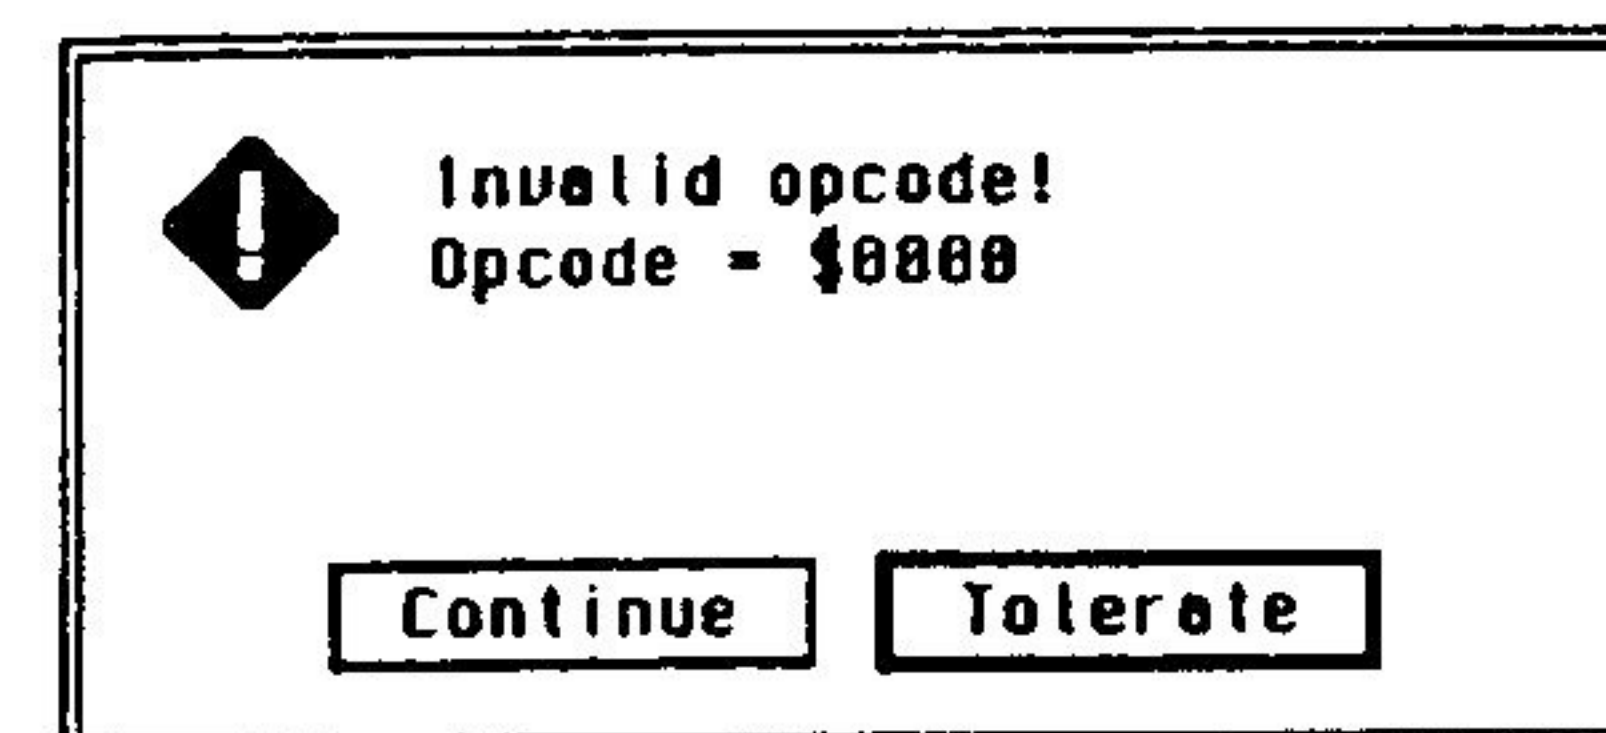 Invalid opcode!
Opcode = $0000
Continue
Tolerate